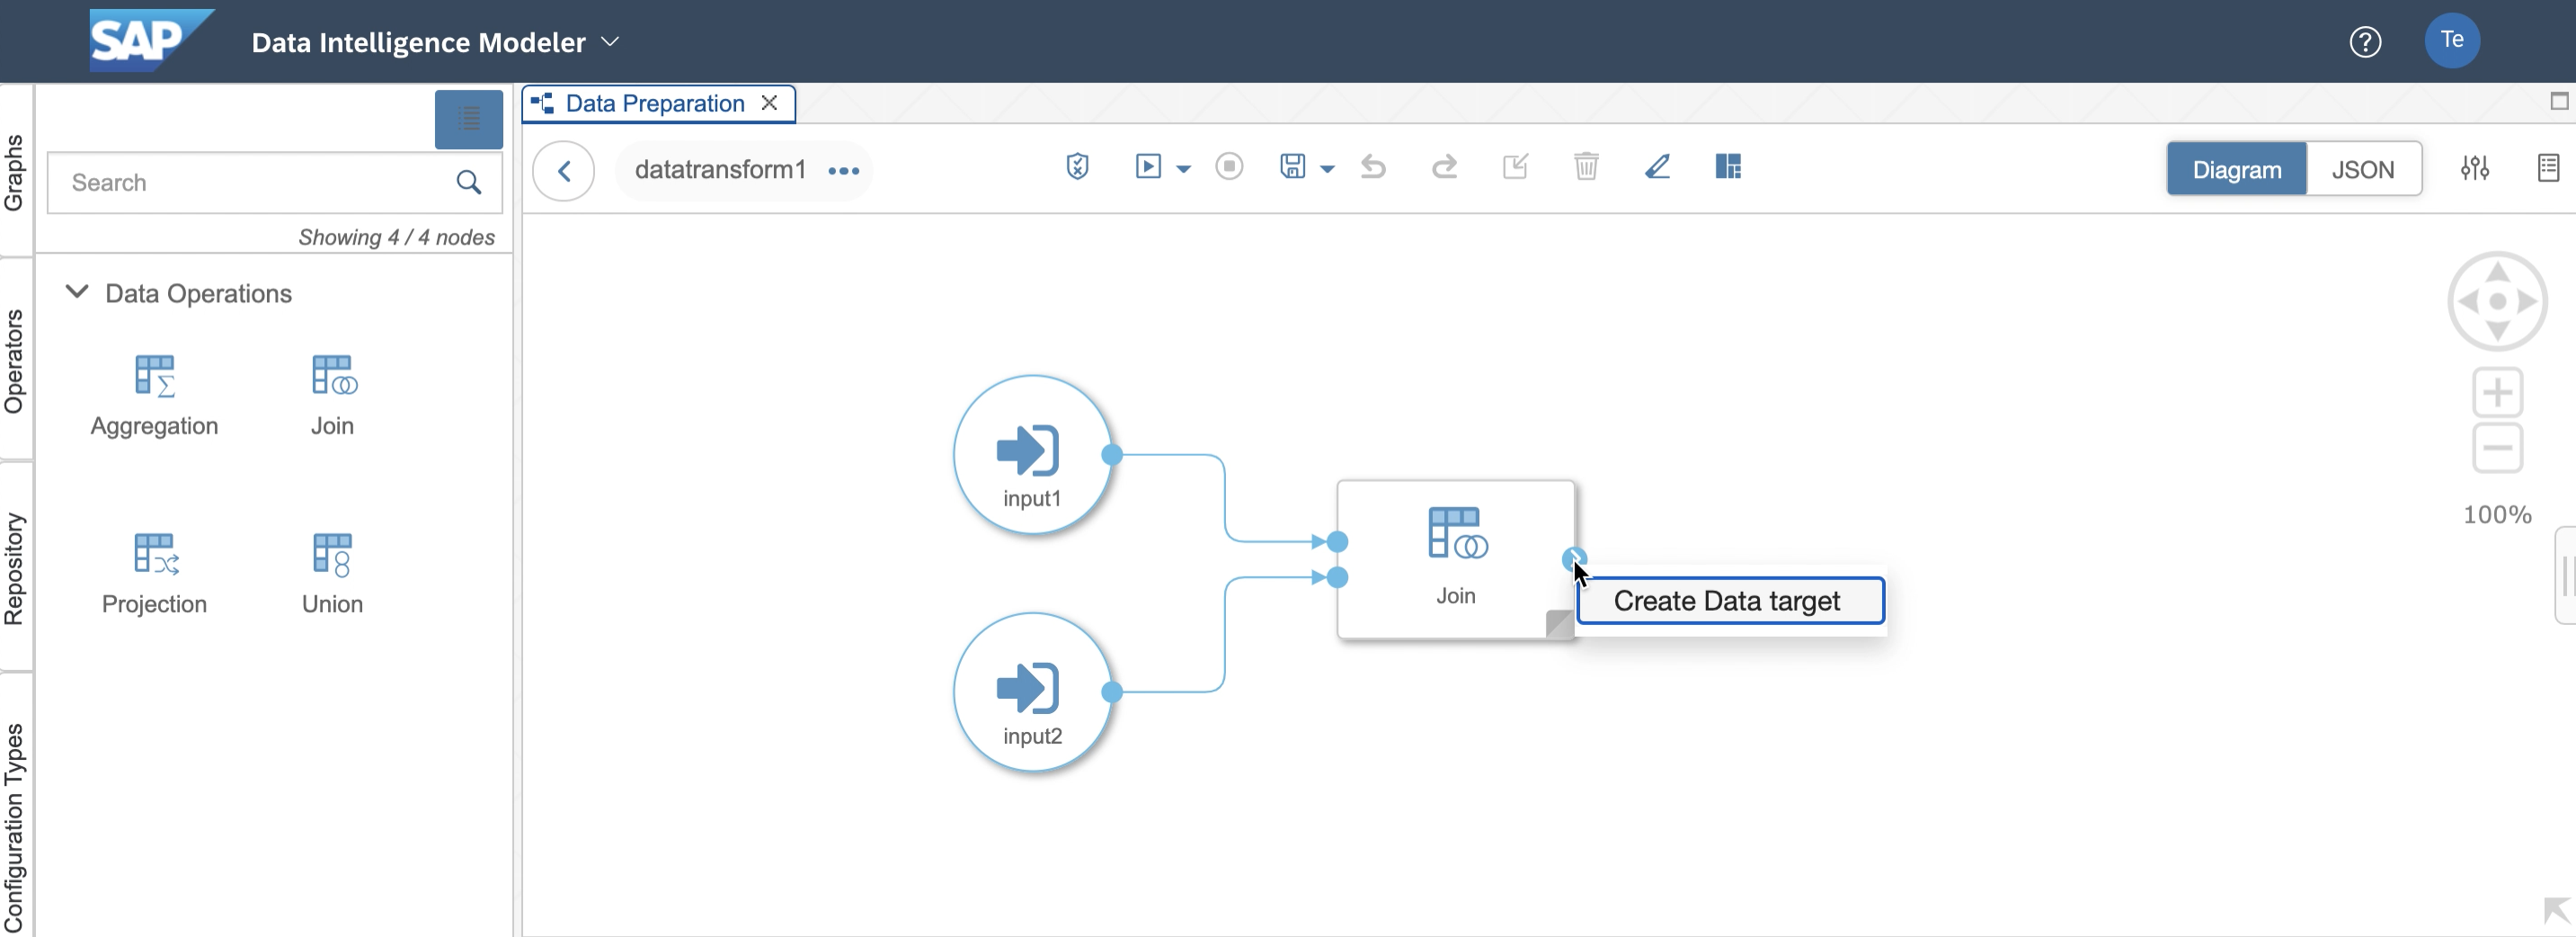 SAP
Data Intelligence Modeler
Te
Graphs
Operators
Repository
Configuration Types
Search
Showing 4 / 4 nodes
Data Operations
Aggregation
Join
Projection
Union
Data Preparation
datatransform1
Diagram
JSON
input1
input2
Join
Create Data target
100%